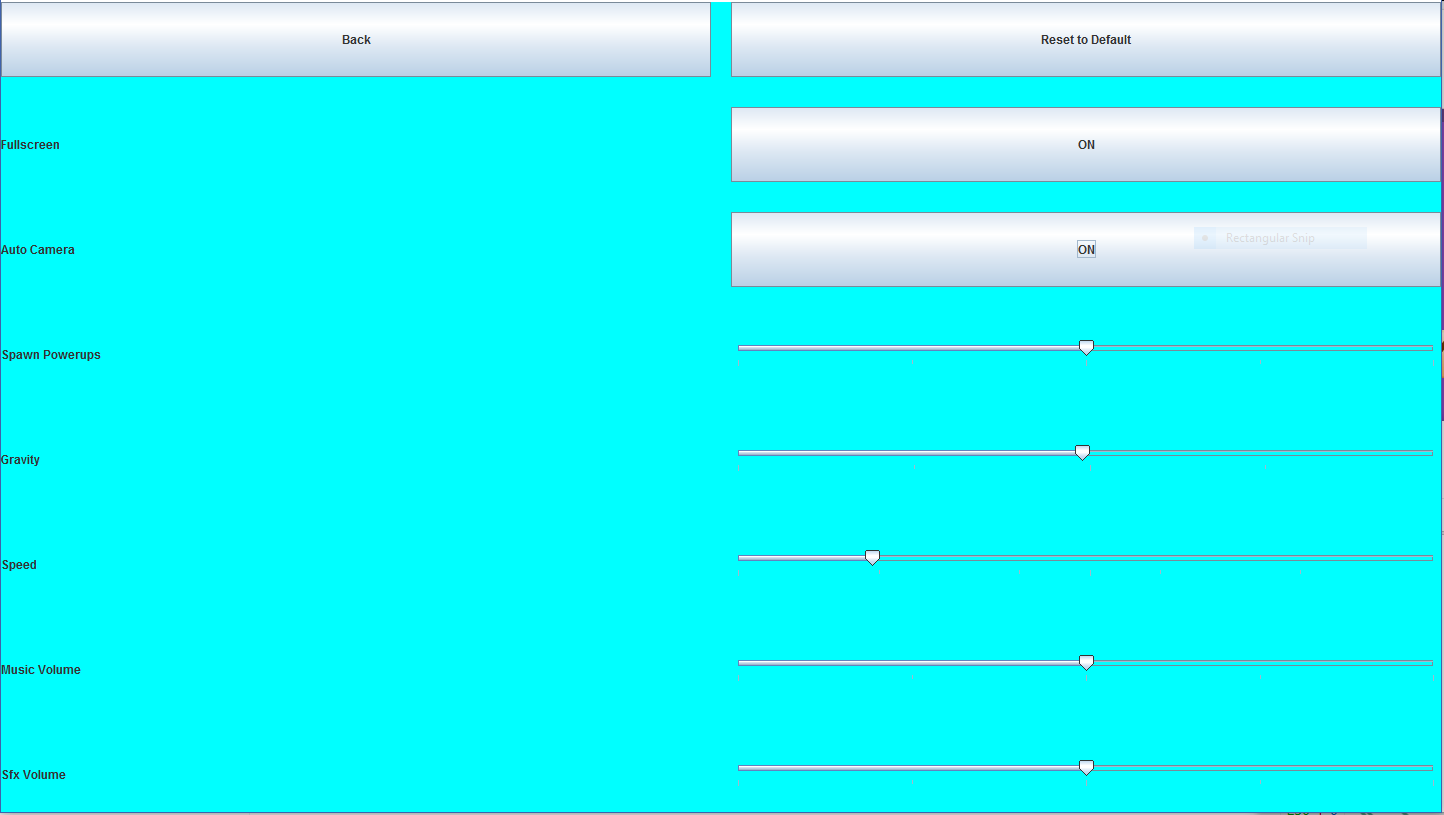 Back
Reset to Default
Fullscreen
ON
Auto Camera
ON
Rectangular Snip
Spawn Powerups
Gravity
Speed
Music Volume
Sfx Volume